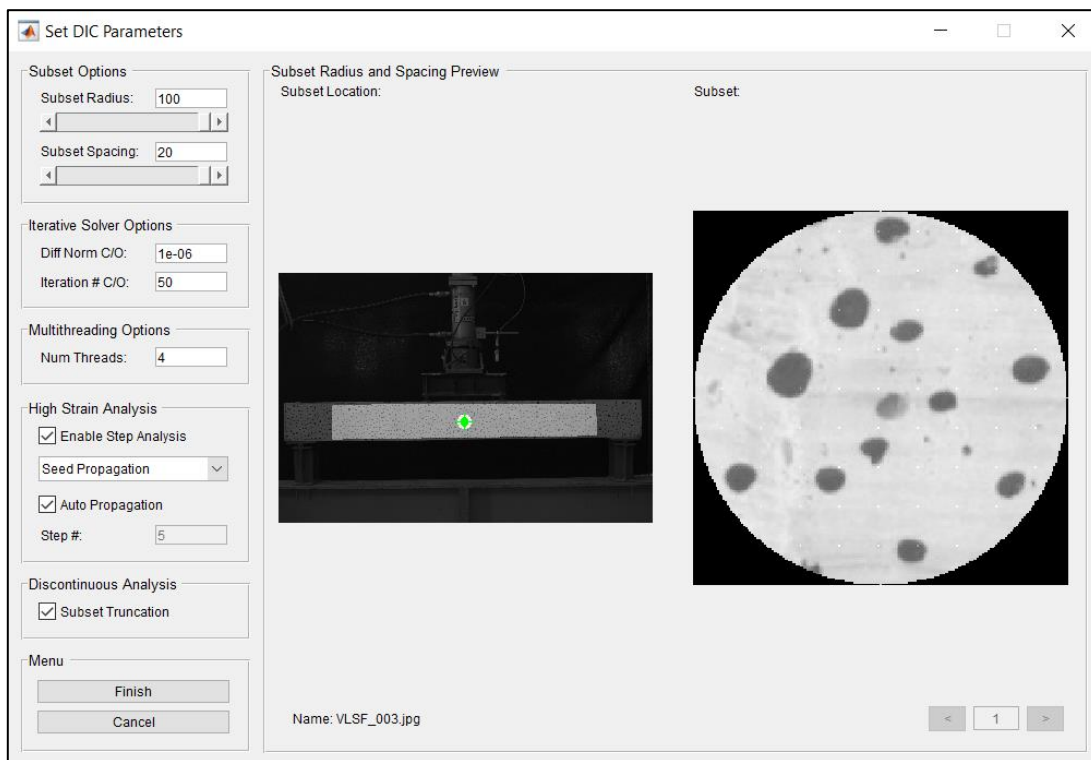 Set DIC Parameters
Subset Options
Subset Radius: 100
Subset Spacing: 20
Iterative Solver Options
Diff Norm C/O: 1e-06
Iteration # C/O: 50
Multithreading Options
Num Threads: 4
High Strain Analysis
Enable Step Analysis
Seed Propagation
Auto Propagation
Step #: 5
Discontinuous Analysis
Subset Truncation
Menu
Finish
Cancel
Subset Radius and Spacing Preview
Subset Location: Subset:
Name: VLSF_003.jpg
< 1 >